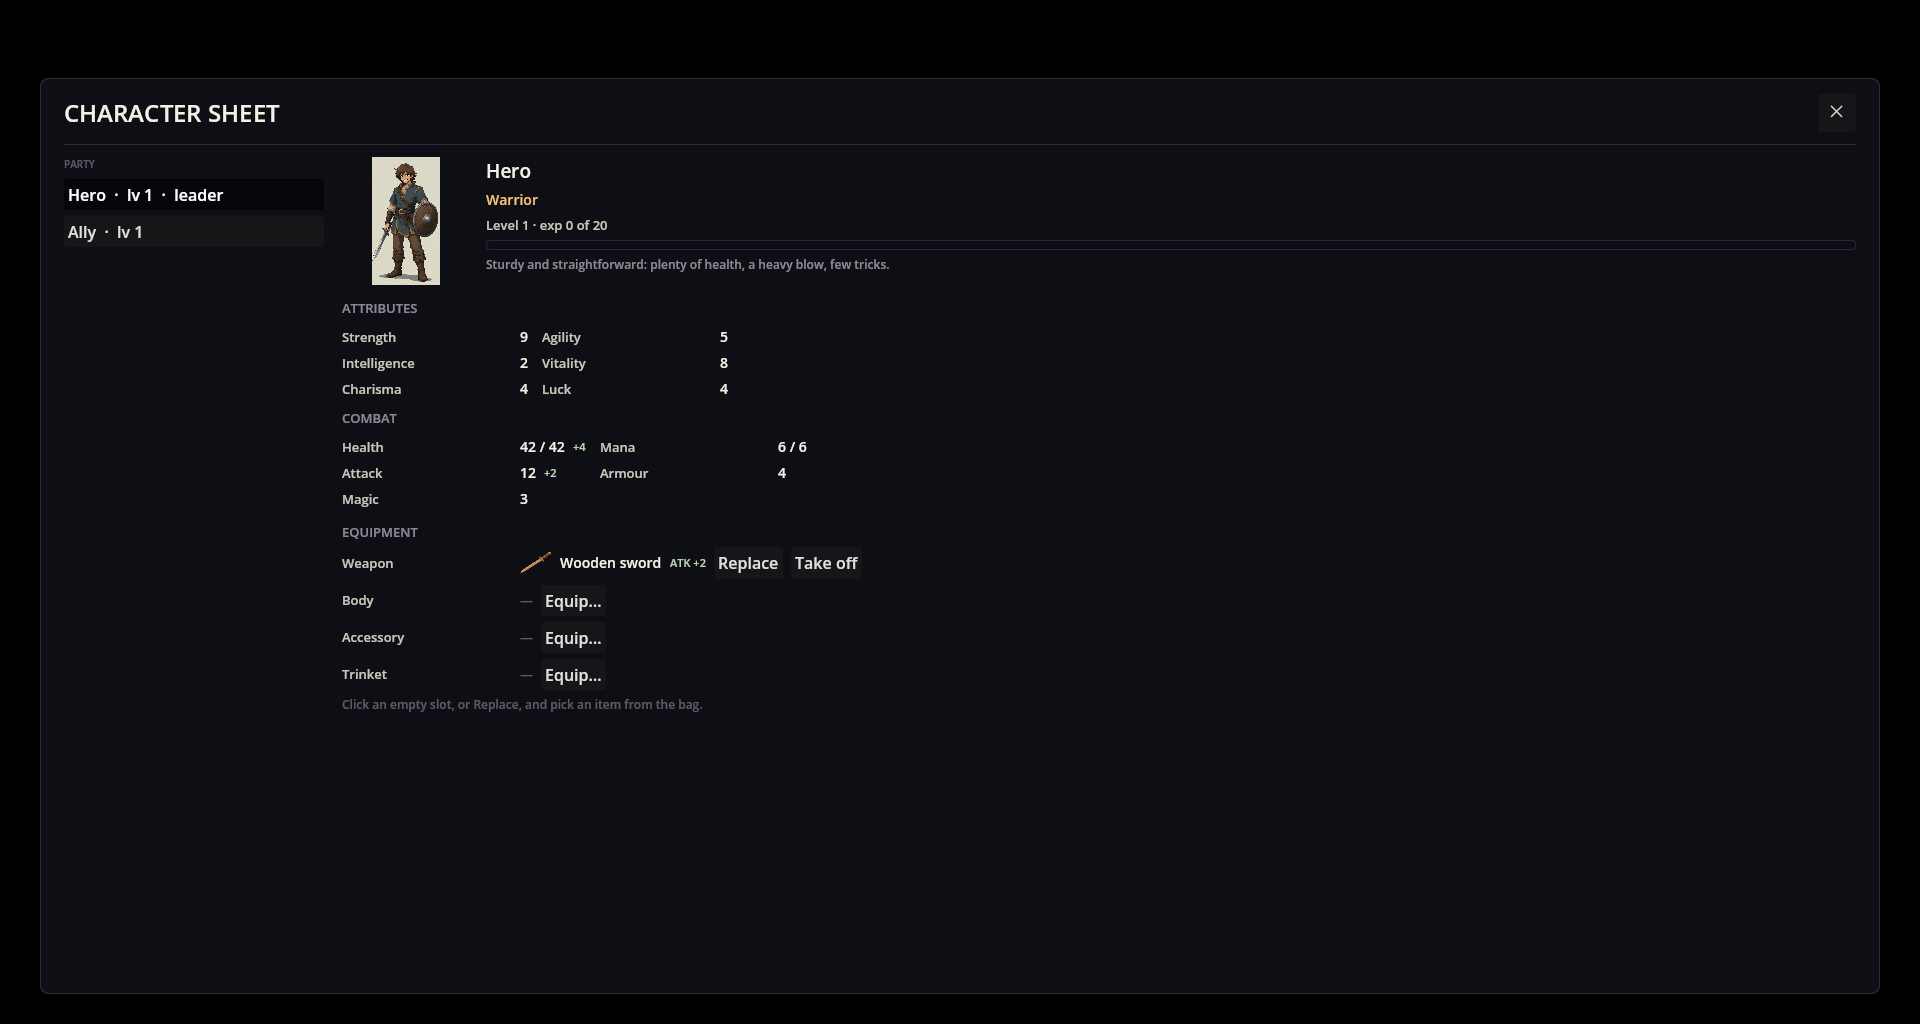 CHARACTER SHEET
PARTY
Hero · lv 1 · leader
Ally · lv 1
Hero
Warrior
Level 1 · exp 0 of 20
Sturdy and straightforward: plenty of health, a heavy blow, few tricks.
ATTRIBUTES
Strength 9 Agility 5
Intelligence 2 Vitality 8
Charisma 4 Luck 4
COMBAT
Health 42 / 42 +4 Mana 6 / 6
Attack 12 +2 Armour 4
Magic 3
EQUIPMENT
Weapon Wooden sword ATK +2 Replace Take off
Body — Equip...
Accessory — Equip...
Trinket — Equip...
Click an empty slot, or Replace, and pick an item from the bag.